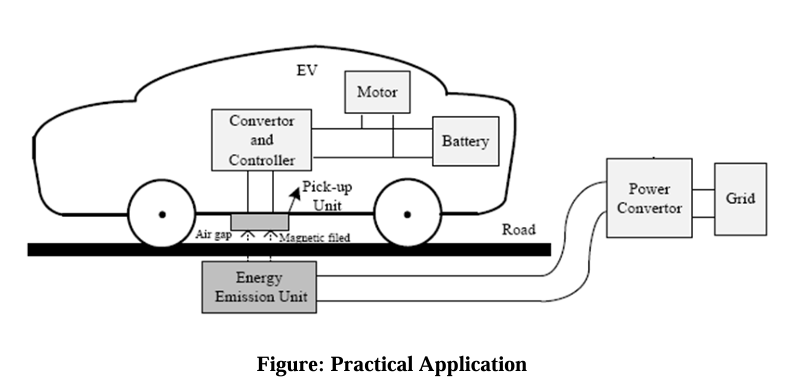 EV
Motor
Convertor
and
Controller
Battery
Pick-up
Unit
Power
Convertor
Grid
Air gap
Magnetic filed
Road
Energy
Emission Unit
Figure: Practical Application